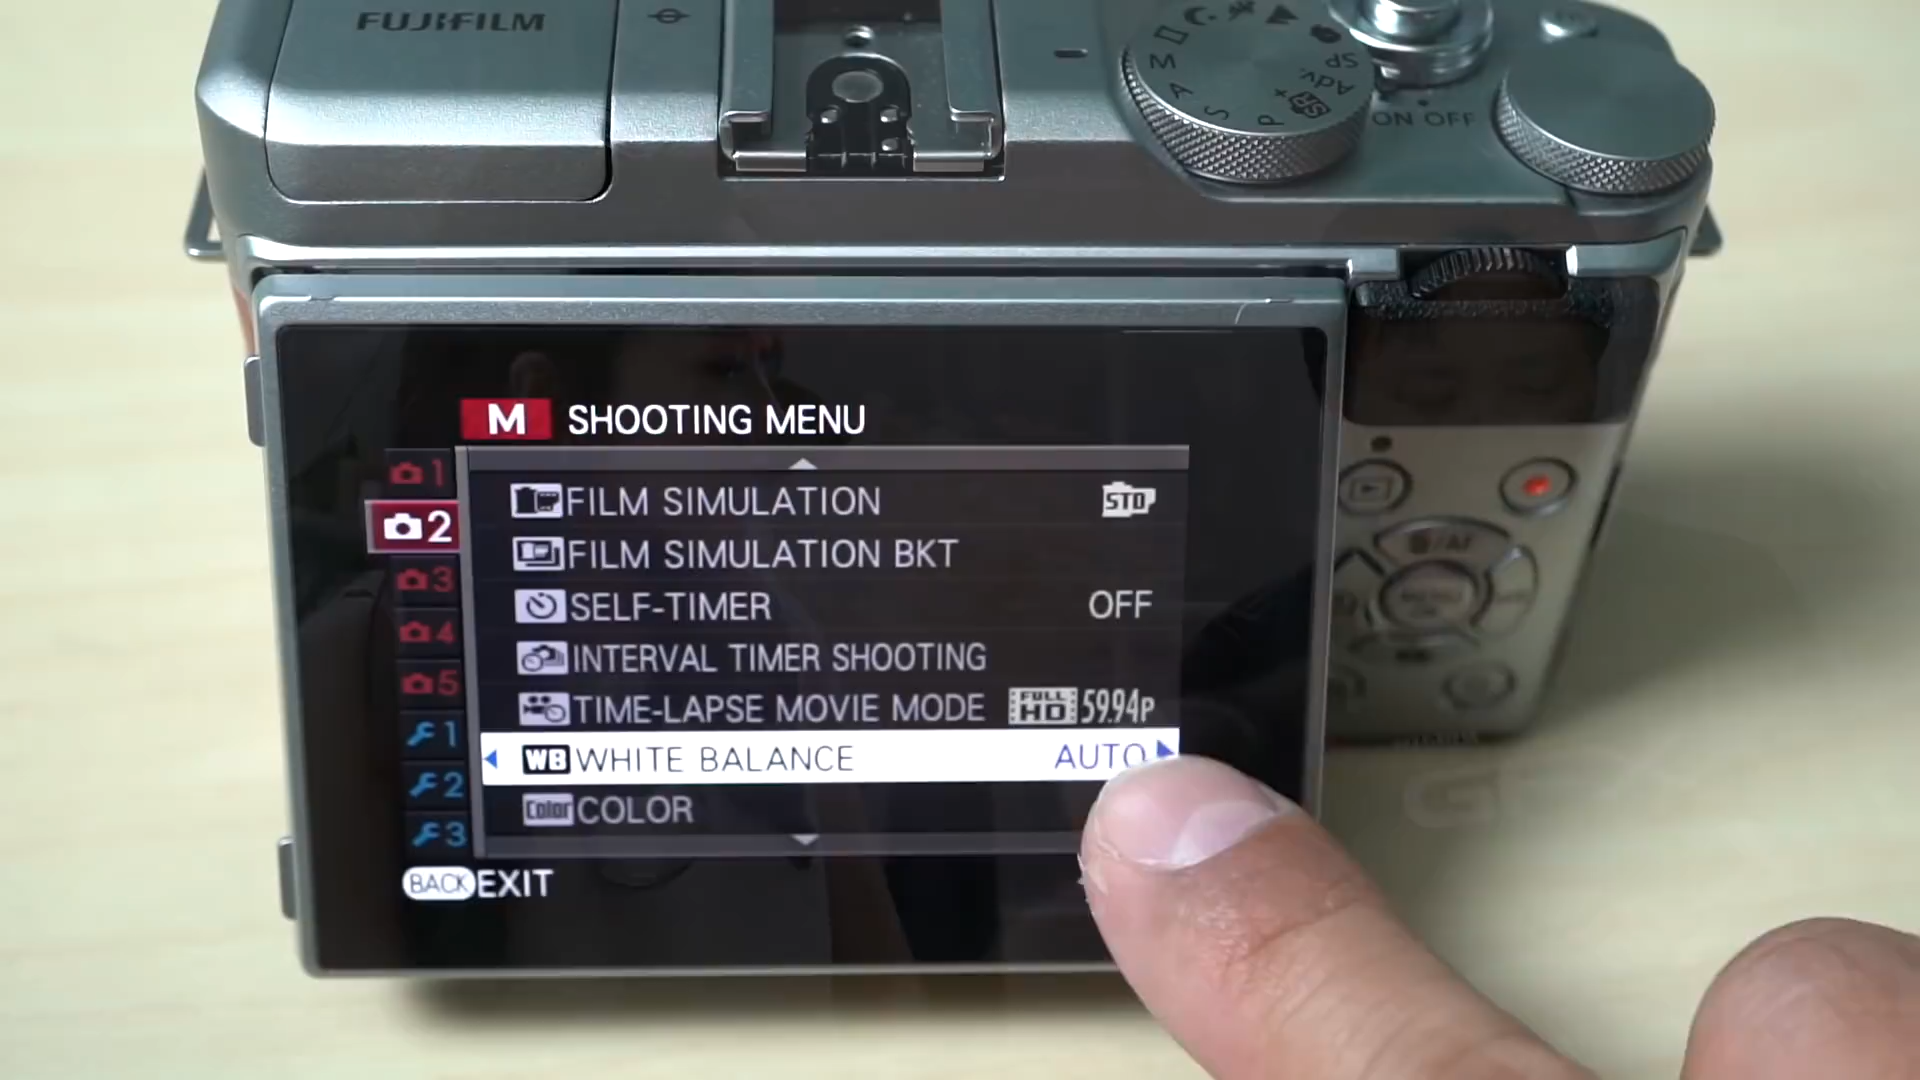 FUJIFILM
M
A
S
P
SR+
Adv.
SP
ON OFF
M SHOOTING MENU
1
2
3
4
5
1
2
3
FILM SIMULATION STD
FILM SIMULATION BKT
SELF-TIMER OFF
INTERVAL TIMER SHOOTING
TIME-LAPSE MOVIE MODE FULL HD 59.94P
WB WHITE BALANCE AUTO
Color COLOR
BACK EXIT
/AF